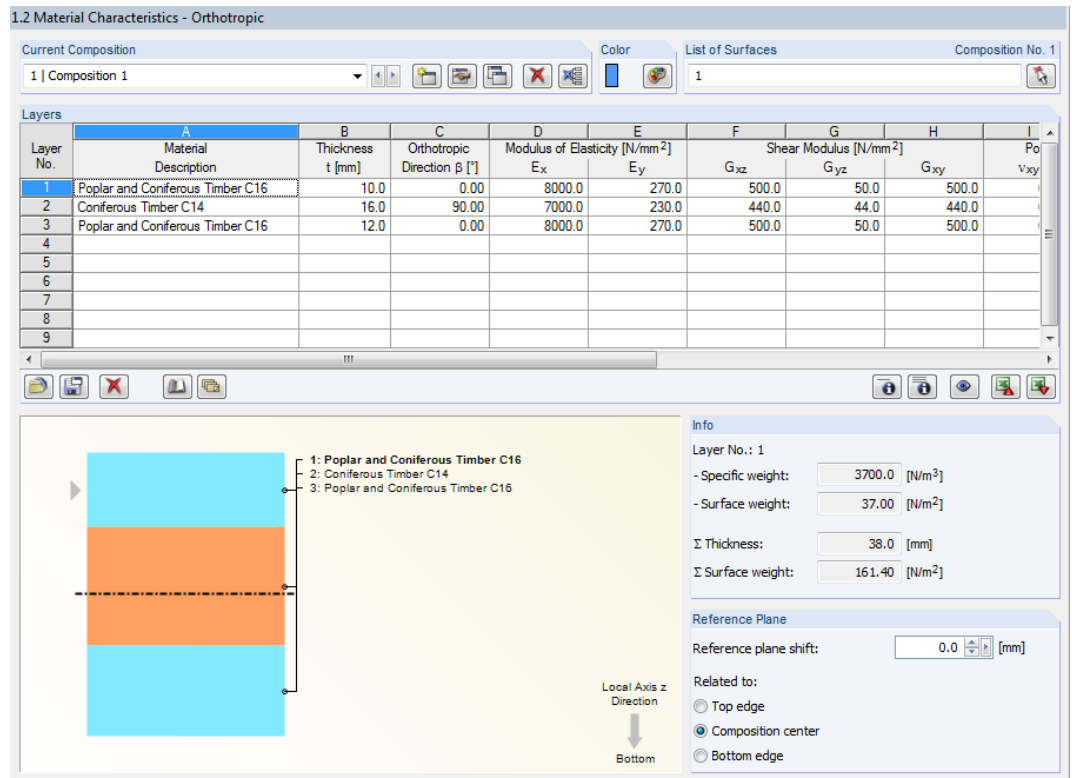 1.2 Material Characteristics - Orthotropic
Current Composition
Color
List of Surfaces
Composition No. 1
1 | Composition 1
1
Layers
A B C D E F G H I
Layer Material Thickness Orthotropic Modulus of Elasticity [N/mm²] Shear Modulus [N/mm²] Po
No. Description t [mm] Direction β [°] Ex Ey Gxz Gyz Gxy νxy
1 Poplar and Coniferous Timber C16 10.0 0.00 8000.0 270.0 500.0 50.0 500.0
2 Coniferous Timber C14 16.0 90.00 7000.0 230.0 440.0 44.0 440.0
3 Poplar and Coniferous Timber C16 12.0 0.00 8000.0 270.0 500.0 50.0 500.0
4
5
6
7
8
9
1: Poplar and Coniferous Timber C16
2: Coniferous Timber C14
3: Poplar and Coniferous Timber C16
Local Axis z
Direction
Bottom
Info
Layer No.: 1
- Specific weight: 3700.0 [N/m³]
- Surface weight: 37.00 [N/m²]
Σ Thickness: 38.0 [mm]
Σ Surface weight: 161.40 [N/m²]
Reference Plane
Reference plane shift: 0.0 [mm]
Related to:
Top edge
Composition center
Bottom edge